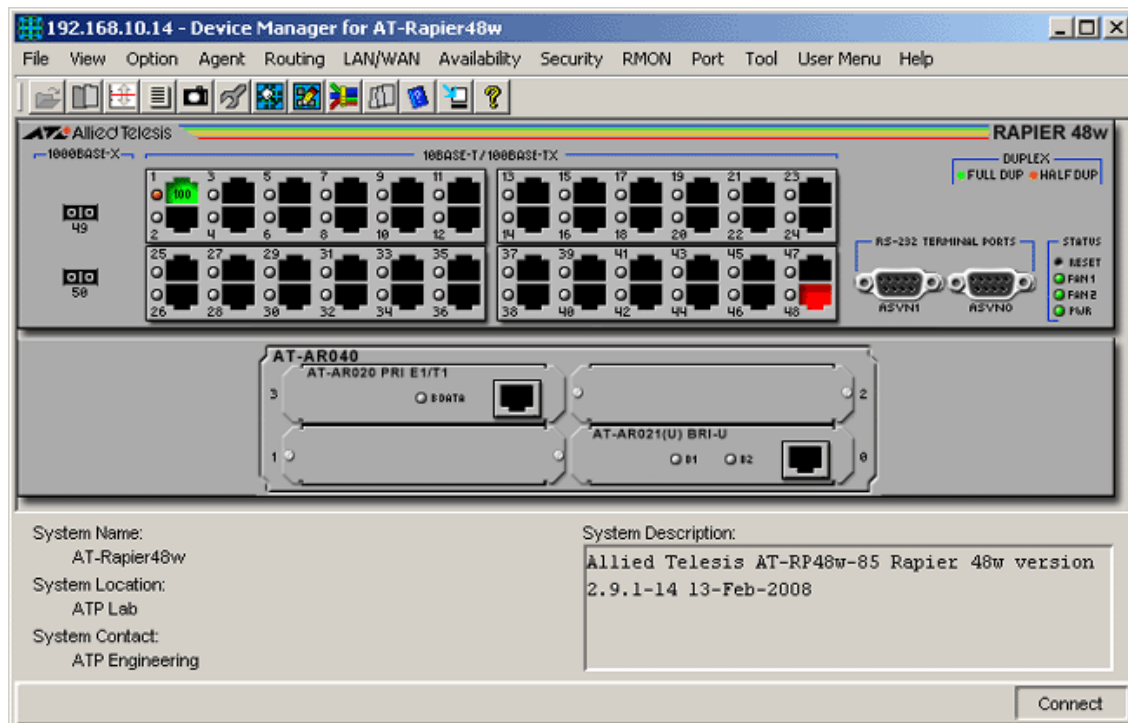 192.168.10.14 - Device Manager for AT-Rapier48w
File View Option Agent Routing LAN/WAN Availability Security RMON Port Tool User Menu Help
Allied Telesis
RAPIER 48w
1000BASE-X
10BASE-T/100BASE-TX
DUPLEX
FULL DUP HALF DUP
1 3 5 7 9 11 13 15 17 19 21 23
100
49
2 4 6 8 10 12 14 16 18 20 22 24
RS-232 TERMINAL PORTS
STATUS
25 27 29 31 33 35 37 39 41 43 45 47
RESET
FAN1
FAN2
PWR
50
26 28 30 32 34 36 38 40 42 44 46 48
ASYN1 ASYN0
AT-AR040
AT-AR020 PRI E1/T1
3
BDATA
2
AT-AR021(U) BRI-U
1
B1 B2
0
System Name:
AT-Rapier48w
System Location:
ATP Lab
System Contact:
ATP Engineering
System Description:
Allied Telesis AT-RP48w-85 Rapier 48w version
2.9.1-14 13-Feb-2008
Connect